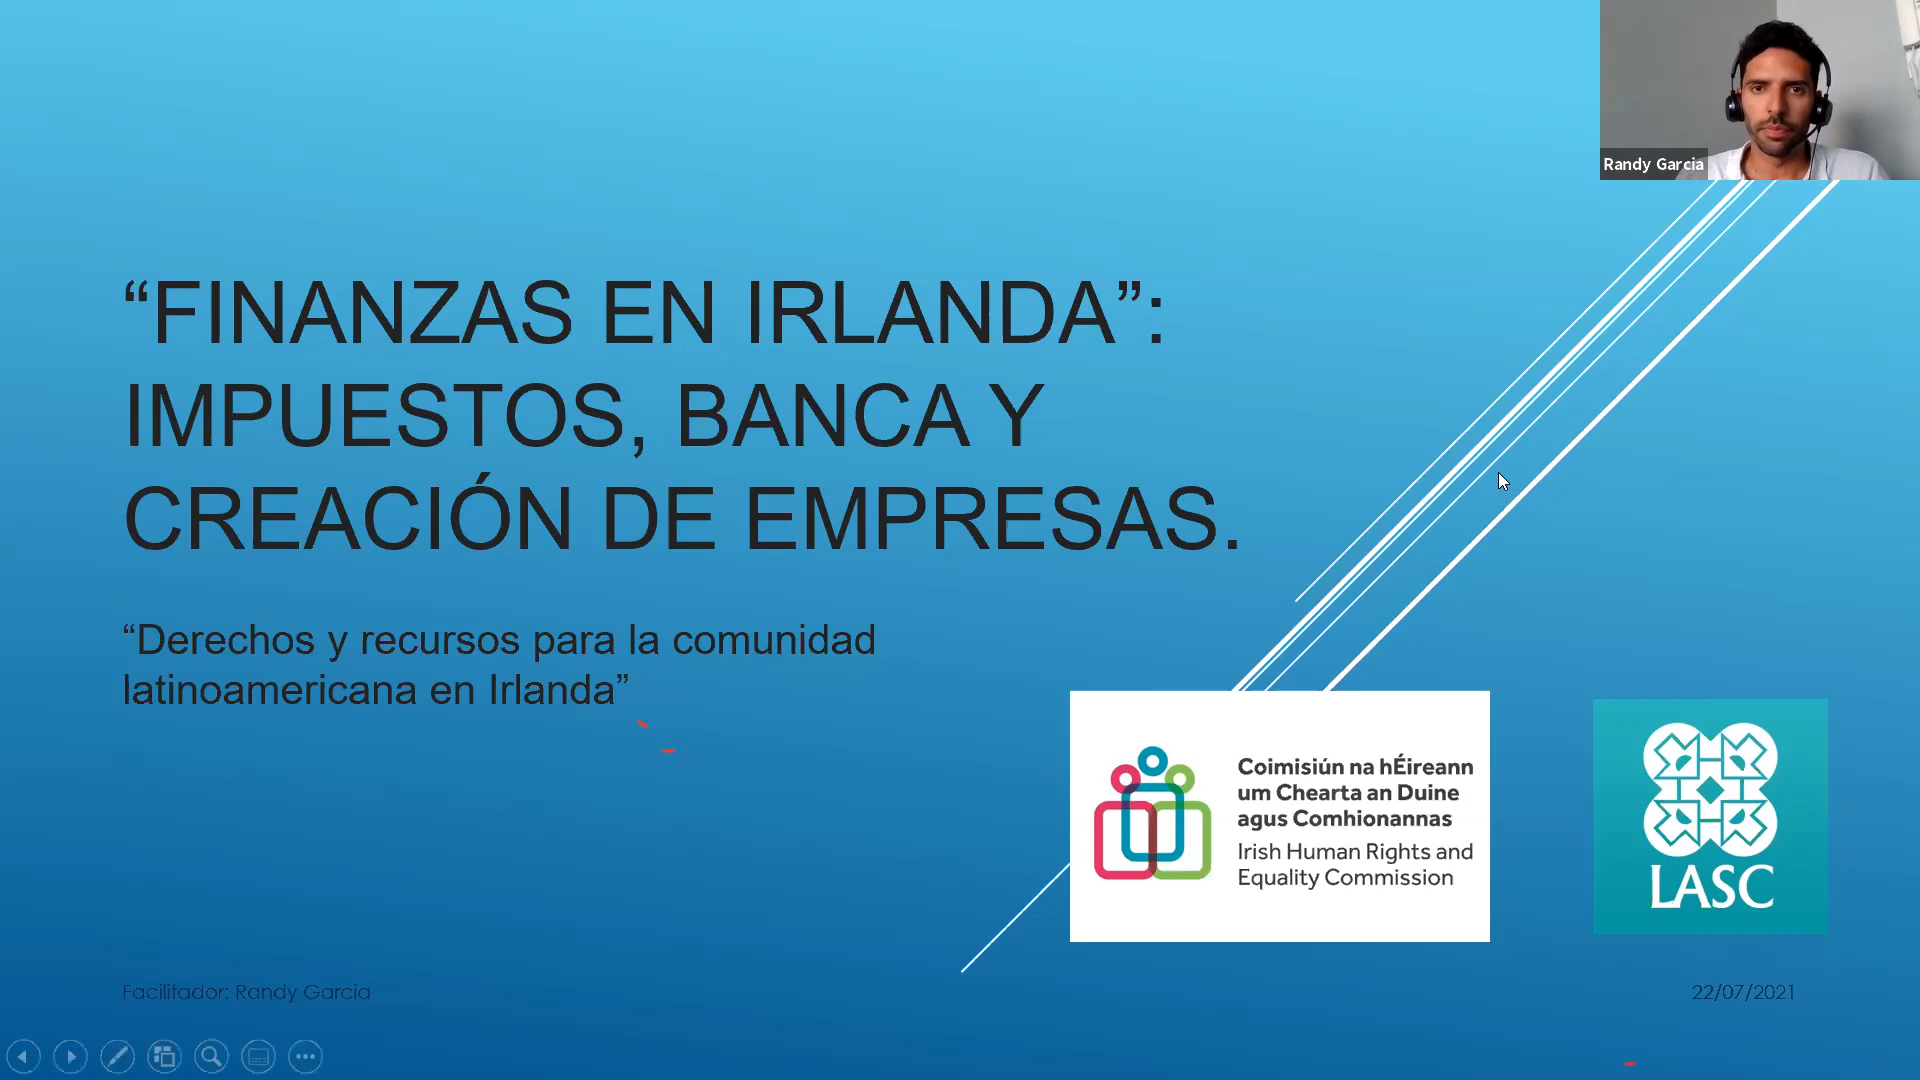 Randy Garcia
“FINANZAS EN IRLANDA”:
IMPUESTOS, BANCA Y
CREACIÓN DE EMPRESAS.
“Derechos y recursos para la comunidad
latinoamericana en Irlanda”
Coimisiún na hÉireann
um Chearta an Duine
agus Comhionannas
Irish Human Rights and
Equality Commission
LASC
Facilitador: Randy Garcia
22/07/2021